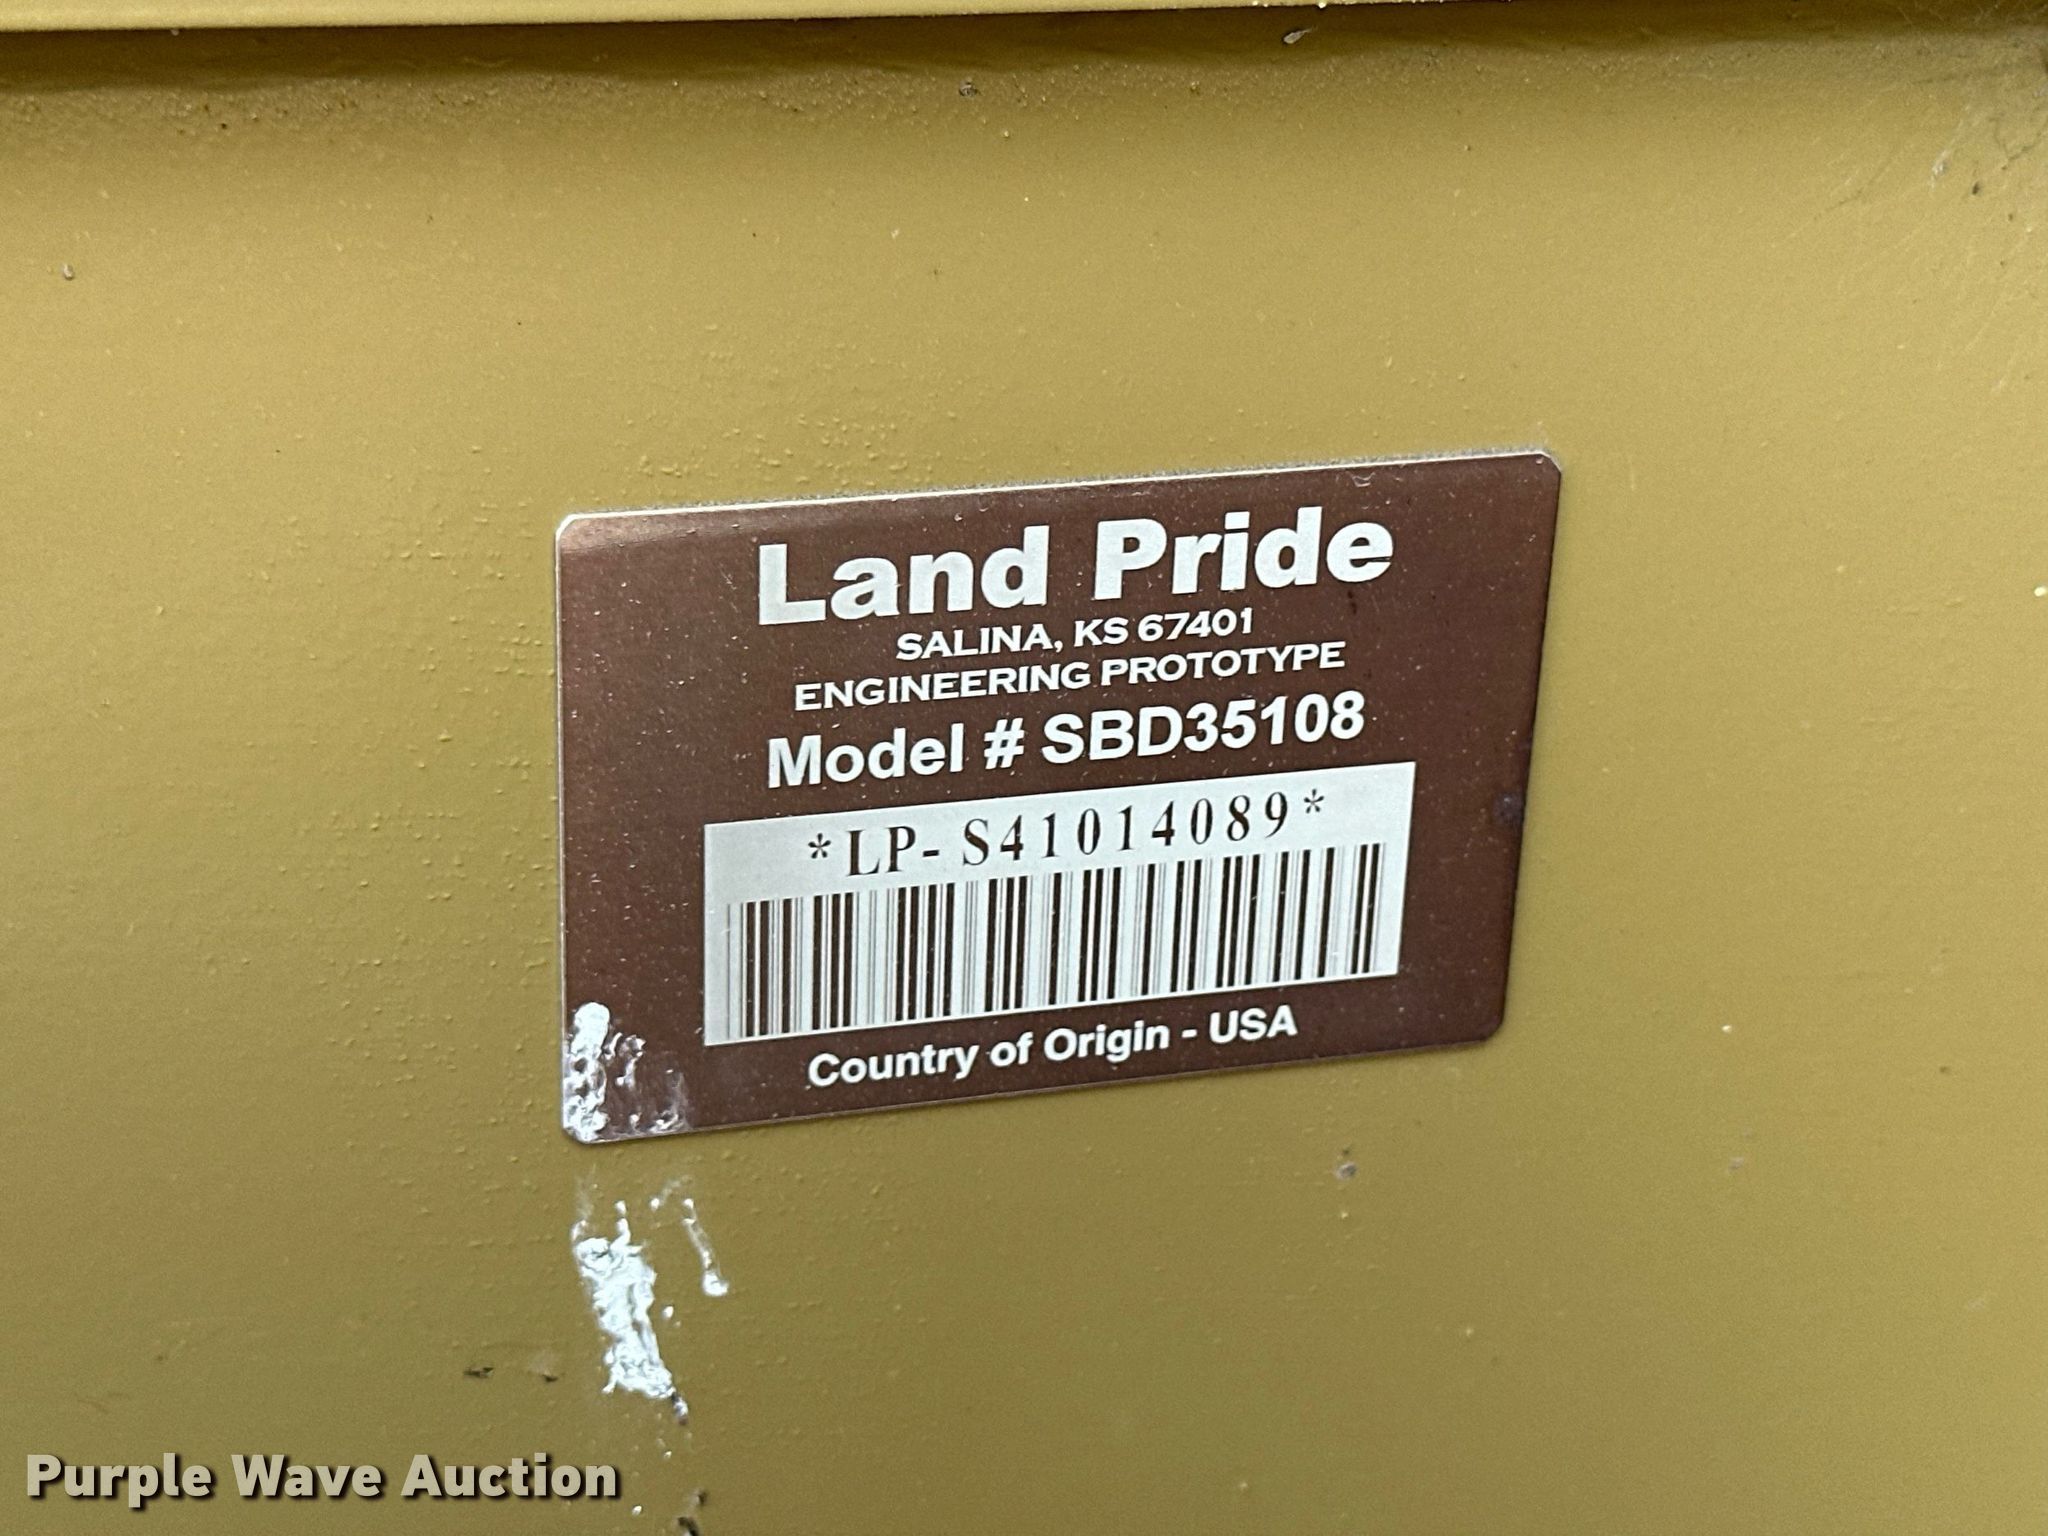 Land Pride
SALINA, KS 67401
ENGINEERING PROTOTYPE
Model # SBD35108
*LP- S41014089*
Country of Origin - USA
Purple Wave Auction